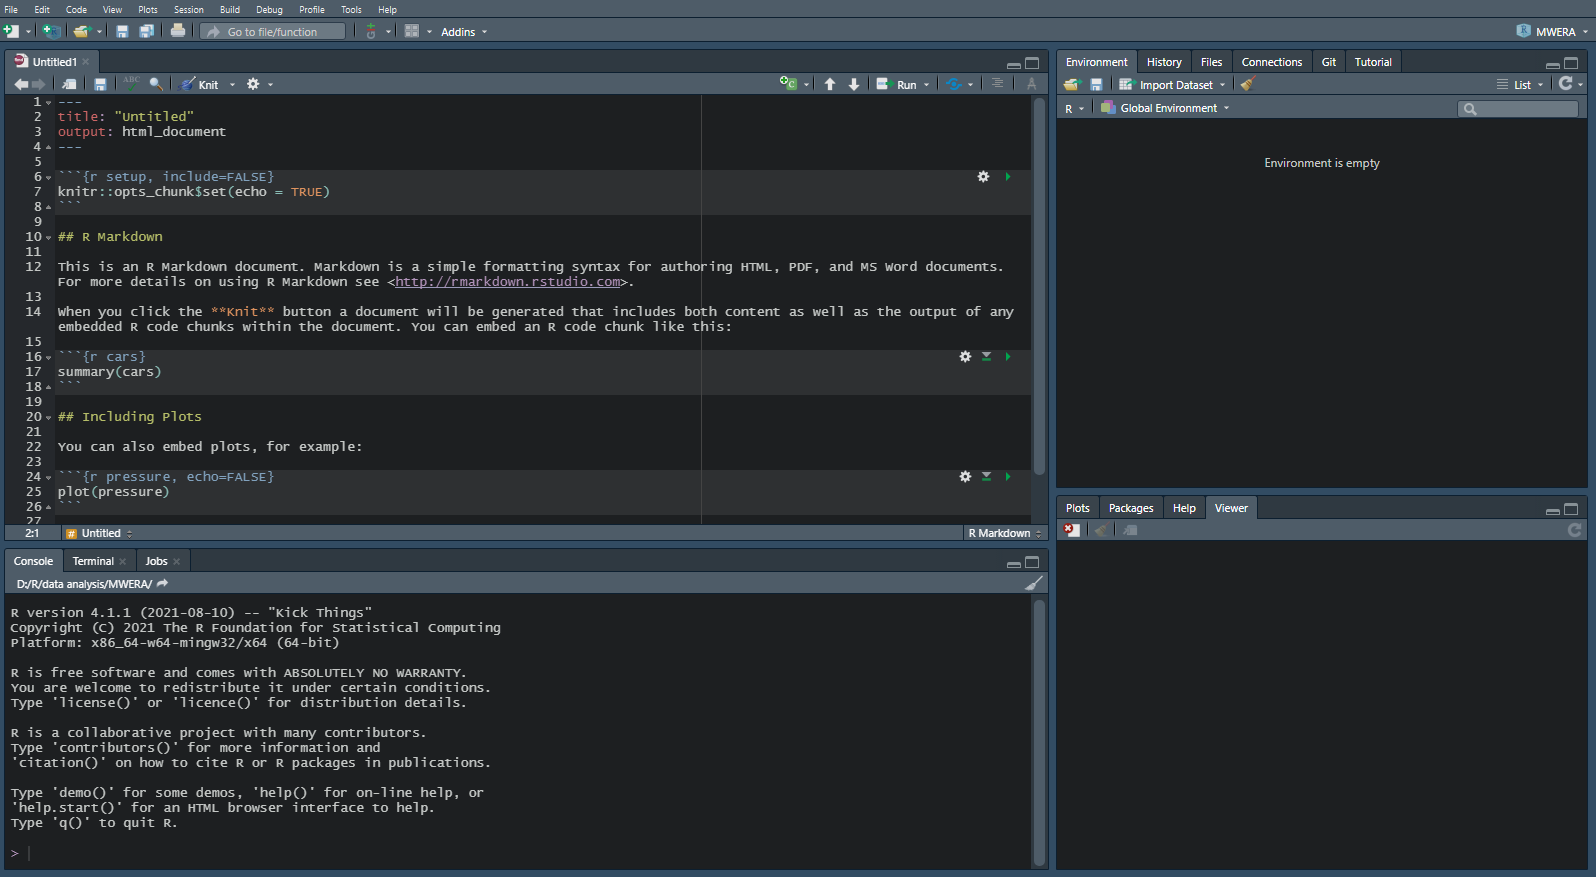 File Edit Code View Plots Session Build Debug Profile Tools Help
Go to file/function Addins MWERA
Untitled1
ABC Knit Run
1 ---
2 title: "Untitled"
3 output: html_document
4 ---
5
6 ```{r setup, include=FALSE}
7 knitr::opts_chunk$set(echo = TRUE)
8 ```
9
10 ## R Markdown
11
12 This is an R Markdown document. Markdown is a simple formatting syntax for authoring HTML, PDF, and MS Word documents.
For more details on using R Markdown see <http://rmarkdown.rstudio.com>.
13
14 When you click the **Knit** button a document will be generated that includes both content as well as the output of any
embedded R code chunks within the document. You can embed an R code chunk like this:
15
16 ```{r cars}
17 summary(cars)
18 ```
19
20 ## Including Plots
21
22 You can also embed plots, for example:
23
24 ```{r pressure, echo=FALSE}
25 plot(pressure)
26 ```
27
2:1 # Untitled R Markdown
Console Terminal Jobs
D:/R/data analysis/MWERA/
R version 4.1.1 (2021-08-10) -- "Kick Things"
Copyright (C) 2021 The R Foundation for Statistical Computing
Platform: x86_64-w64-mingw32/x64 (64-bit)
R is free software and comes with ABSOLUTELY NO WARRANTY.
You are welcome to redistribute it under certain conditions.
Type 'license()' or 'licence()' for distribution details.
R is a collaborative project with many contributors.
Type 'contributors()' for more information and
'citation()' on how to cite R or R packages in publications.
Type 'demo()' for some demos, 'help()' for on-line help, or
'help.start()' for an HTML browser interface to help.
Type 'q()' to quit R.
>
Environment History Files Connections Git Tutorial
Import Dataset List
R Global Environment
Environment is empty
Plots Packages Help Viewer